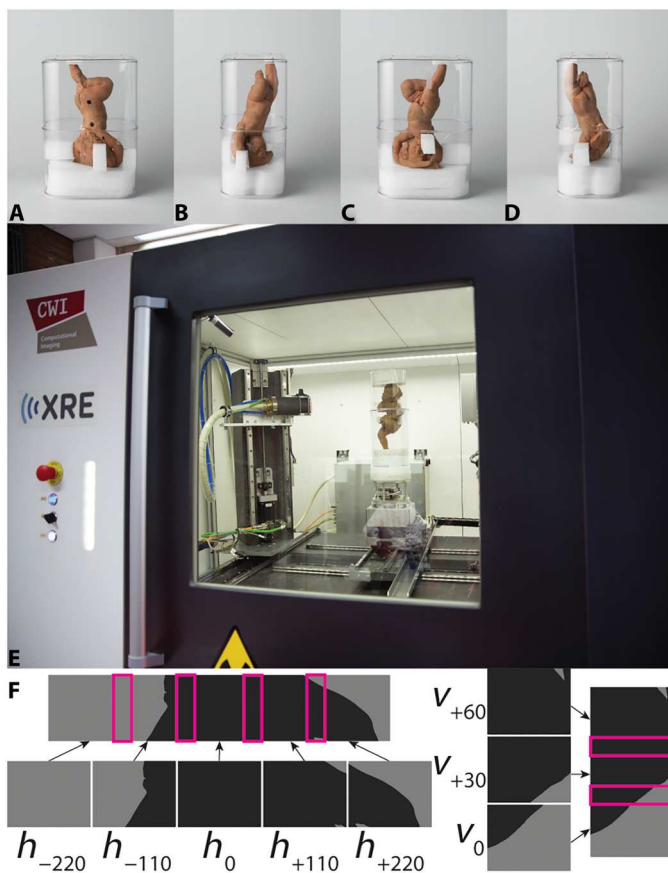 A
B
C
D
CWI
Computational
Imaging
XRE
E
F
h−220
h−110
h0
h+110
h+220
v+60
v+30
v0